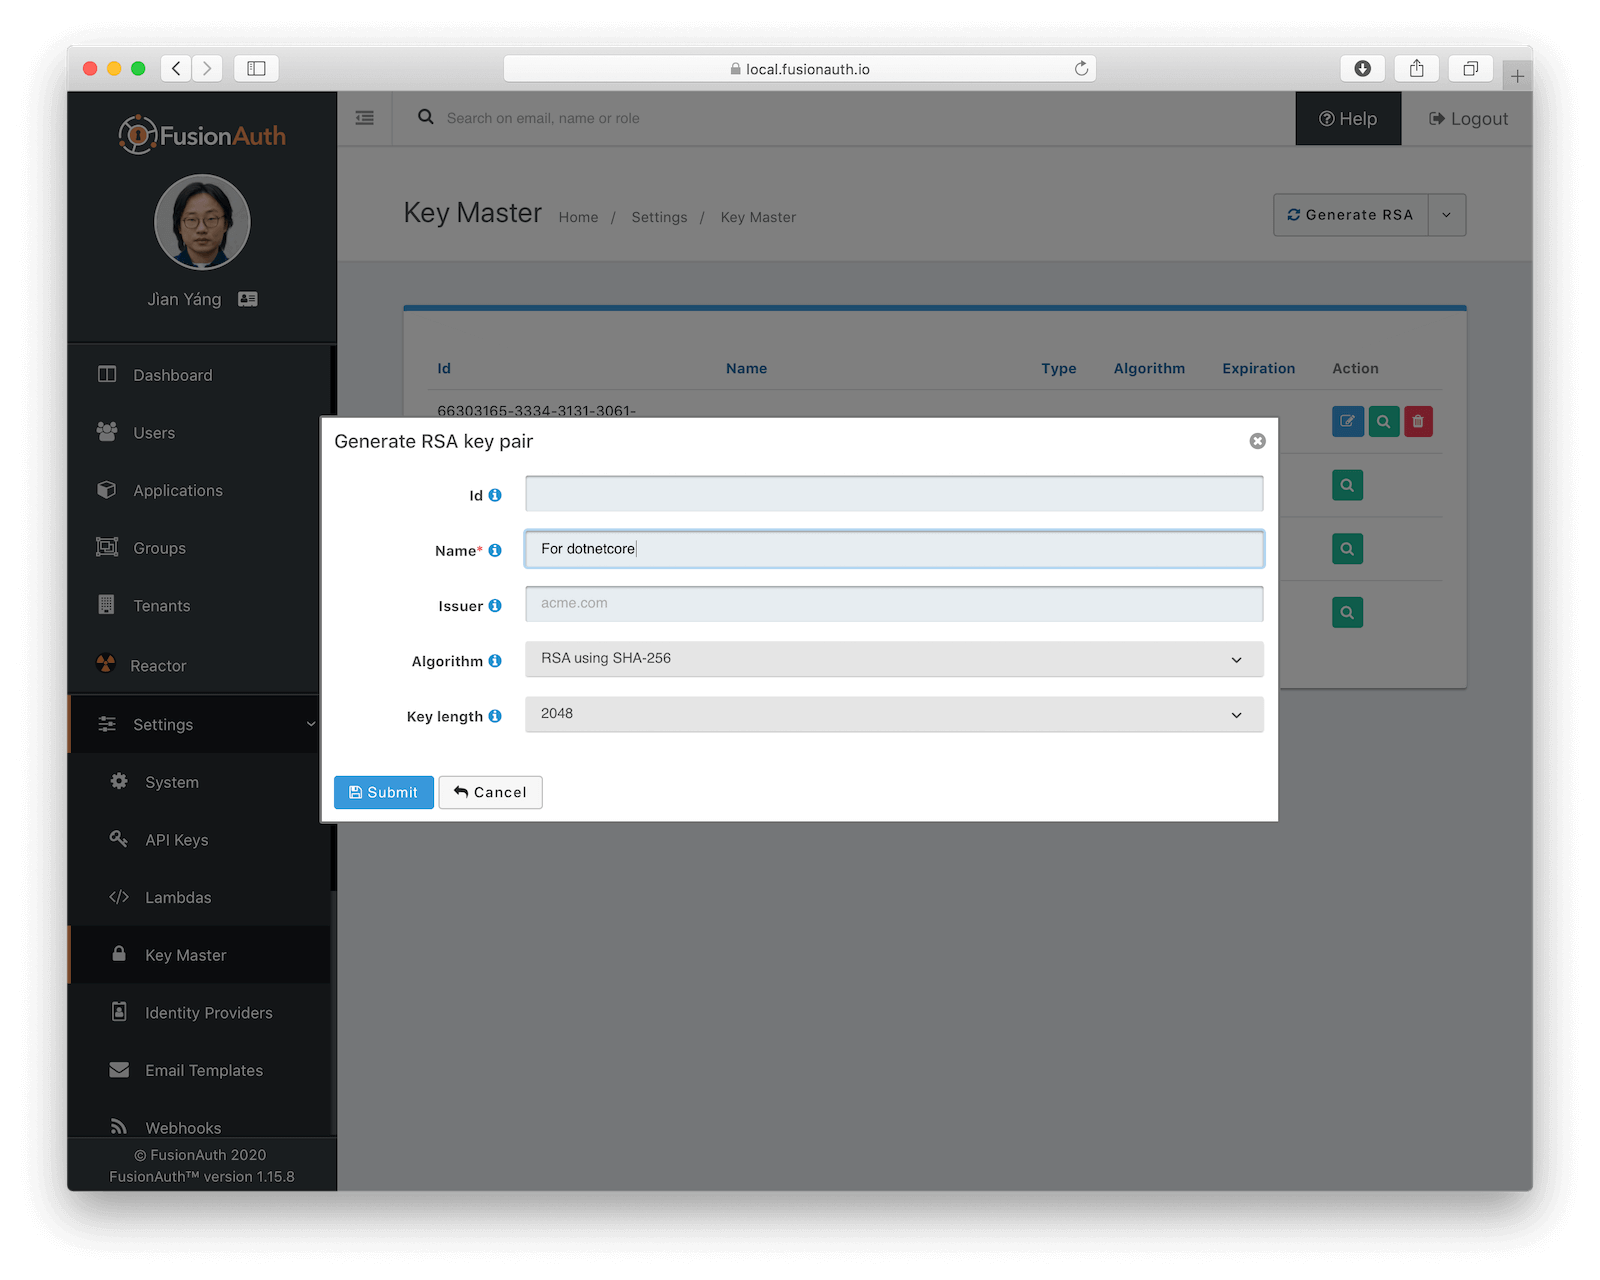 local.fusionauth.io
FusionAuth
Search on email, name or role
Help
Logout
Jian Yáng
Key Master
Home / Settings / Key Master
Generate RSA
Id Name Type Algorithm Expiration Action
66303165-3334-3131-3061-
Dashboard
Users
Applications
Groups
Tenants
Reactor
Settings
System
API Keys
Lambdas
Key Master
Identity Providers
Email Templates
Webhooks
© FusionAuth 2020
FusionAuth™ version 1.15.8
Generate RSA key pair
Id
Name* For dotnetcore
Issuer acme.com
Algorithm RSA using SHA-256
Key length 2048
Submit Cancel